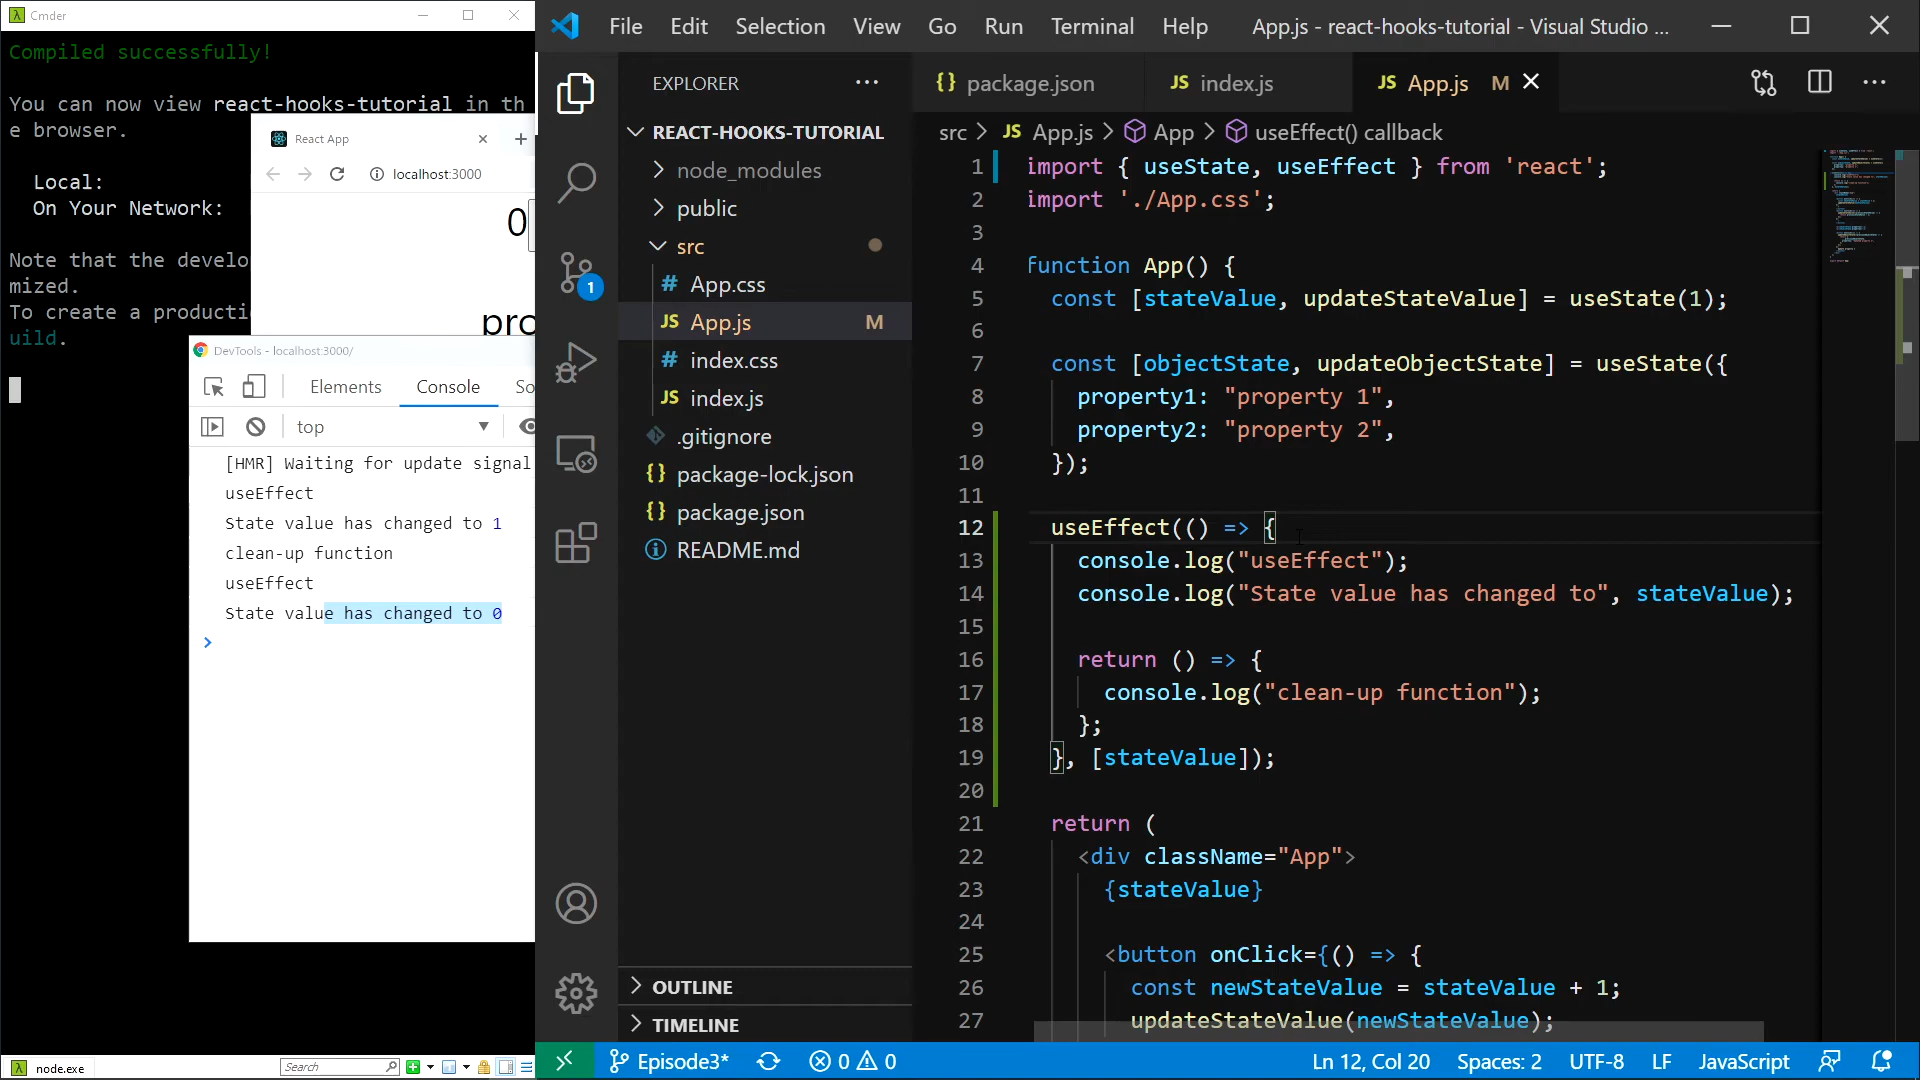 Cmder
Compiled successfully!
You can now view react-hooks-tutorial in th
e browser.
Local:
On Your Network:
Note that the develo
mized.
To create a producti
uild.
React App
localhost:3000
0
pro
DevTools - localhost:3000/
Elements Console So
top
[HMR] Waiting for update signal
useEffect
State value has changed to 1
clean-up function
useEffect
State value has changed to 0
node.exe
Search
File Edit Selection View Go Run Terminal Help
App.js - react-hooks-tutorial - Visual Studio ...
EXPLORER
REACT-HOOKS-TUTORIAL
node_modules
public
src
# App.css
JS App.js M
# index.css
JS index.js
.gitignore
{} package-lock.json
{} package.json
README.md
OUTLINE
TIMELINE
1
{} package.json
JS index.js
JS App.js M
src > JS App.js > App > useEffect() callback
1 import { useState, useEffect } from 'react';
2 import './App.css';
3
4 function App() {
5 const [stateValue, updateStateValue] = useState(1);
6
7 const [objectState, updateObjectState] = useState({
8 property1: "property 1",
9 property2: "property 2",
10 });
11
12 useEffect(() => {
13 console.log("useEffect");
14 console.log("State value has changed to", stateValue);
15
16 return () => {
17 console.log("clean-up function");
18 };
19 }, [stateValue]);
20
21 return (
22 <div className="App">
23 {stateValue}
24
25 <button onClick={() => {
26 const newStateValue = stateValue + 1;
27 updateStateValue(newStateValue);
Episode3* 0 0
Ln 12, Col 20 Spaces: 2 UTF-8 LF JavaScript